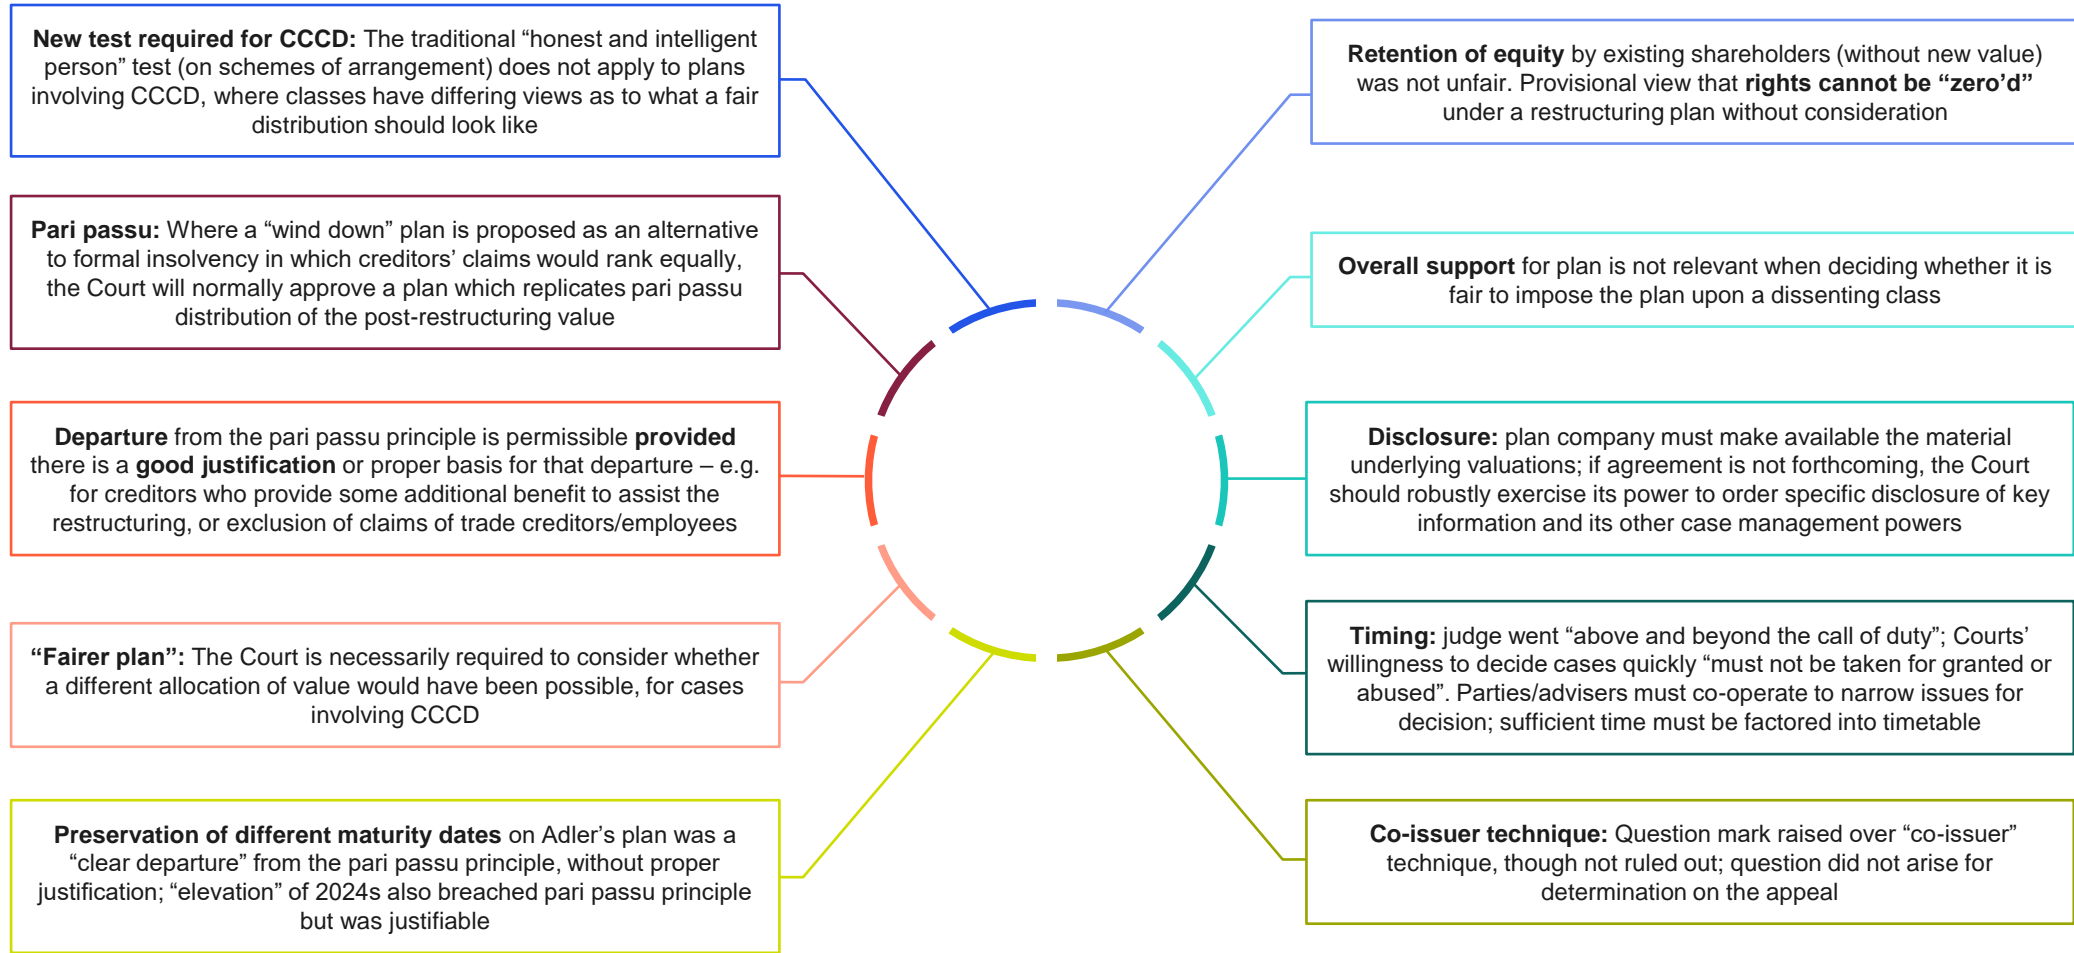 New test required for CCCD: The traditional “honest and intelligent
person” test (on schemes of arrangement) does not apply to plans
involving CCCD, where classes have differing views as to what a fair
distribution should look like
Pari passu: Where a “wind down” plan is proposed as an alternative
to formal insolvency in which creditors’ claims would rank equally,
the Court will normally approve a plan which replicates pari passu
distribution of the post-restructuring value
Departure from the pari passu principle is permissible provided
there is a good justification or proper basis for that departure – e.g.
for creditors who provide some additional benefit to assist the
restructuring, or exclusion of claims of trade creditors/employees
“Fairer plan”: The Court is necessarily required to consider whether
a different allocation of value would have been possible, for cases
involving CCCD
Preservation of different maturity dates on Adler’s plan was a
“clear departure” from the pari passu principle, without proper
justification; “elevation” of 2024s also breached pari passu principle
but was justifiable
Retention of equity by existing shareholders (without new value)
was not unfair. Provisional view that rights cannot be “zero’d”
under a restructuring plan without consideration
Overall support for plan is not relevant when deciding whether it is
fair to impose the plan upon a dissenting class
Disclosure: plan company must make available the material
underlying valuations; if agreement is not forthcoming, the Court
should robustly exercise its power to order specific disclosure of key
information and its other case management powers
Timing: judge went “above and beyond the call of duty”; Courts’
willingness to decide cases quickly “must not be taken for granted or
abused”. Parties/advisers must co-operate to narrow issues for
decision; sufficient time must be factored into timetable
Co-issuer technique: Question mark raised over “co-issuer”
technique, though not ruled out; question did not arise for
determination on the appeal